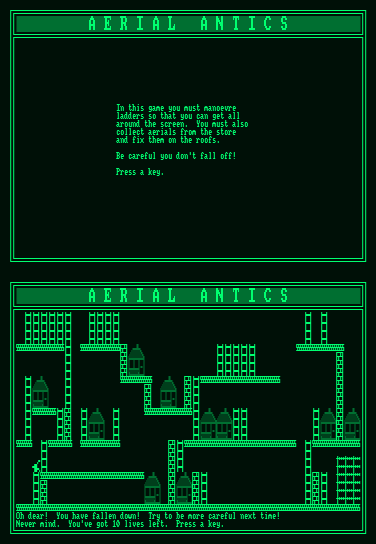 AERIAL ANTICS
In this game you must manoevre
ladders so that you can get all
around the screen. You must also
collect aerials from the store
and fix them on the roofs.
Be careful you don't fall off!
Press a key.
AERIAL ANTICS
Oh dear! You have fallen down! Try to be more careful next time!
Never mind. You've got 10 lives left. Press a key.